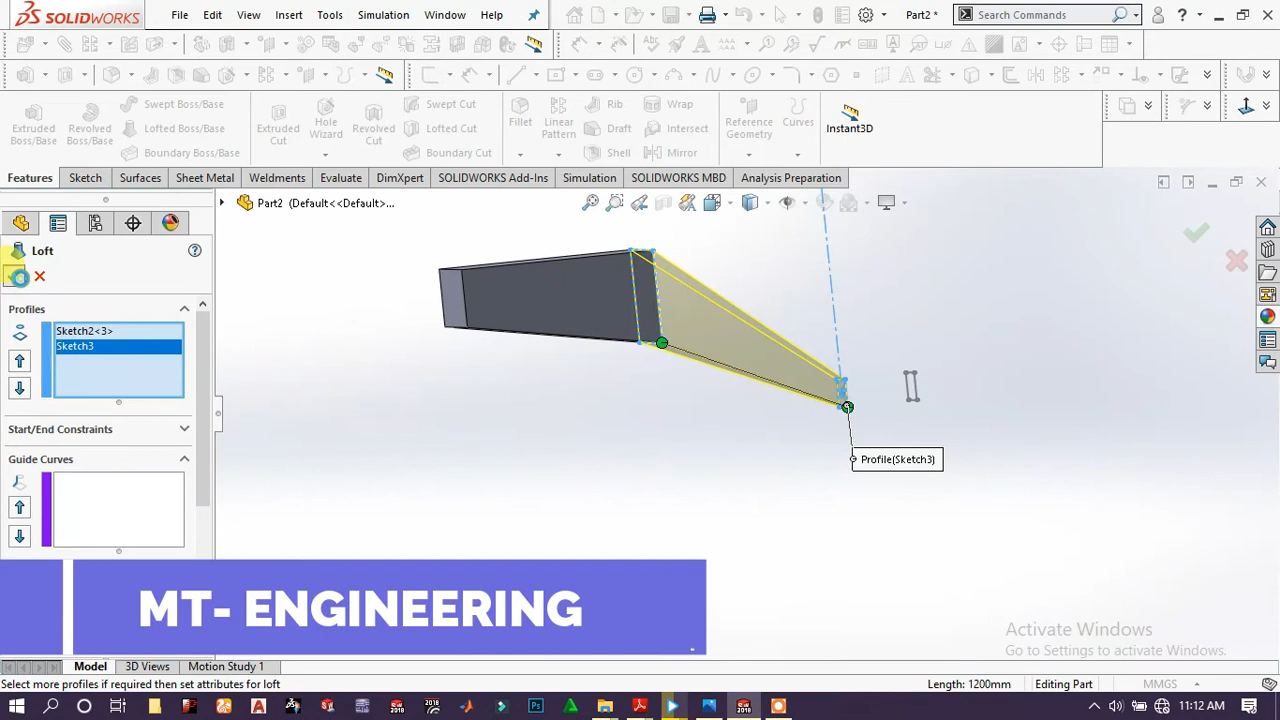 SOLIDWORKS File Edit View Insert Tools Simulation Window Help Part2 * Search Commands
Extruded Boss/Base Revolved Boss/Base Swept Boss/Base Lofted Boss/Base Boundary Boss/Base Extruded Cut Hole Wizard Revolved Cut Swept Cut Lofted Cut Boundary Cut Fillet Linear Pattern Rib Draft Shell Wrap Intersect Mirror Reference Geometry Curves Instant3D
Features Sketch Surfaces Sheet Metal Weldments Evaluate DimXpert SOLIDWORKS Add-Ins Simulation SOLIDWORKS MBD Analysis Preparation
Part2 (Default<<Default>...
Loft
Profiles
Sketch2<3>
Sketch3
Start/End Constraints
Guide Curves
Profile(Sketch3)
MT- ENGINEERING
Activate Windows
Go to Settings to activate Windows.
Model 3D Views Motion Study 1
Select more profiles if required then set attributes for loft Length: 1200mm Editing Part MMGS
11:12 AM